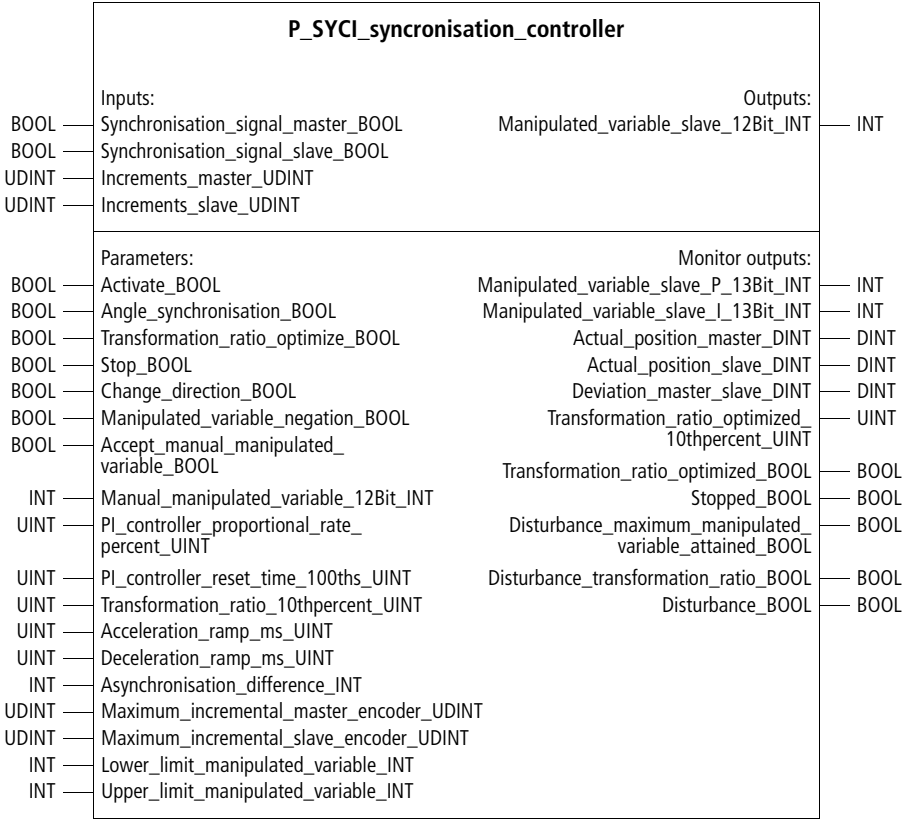 P_SYCI_syncronisation_controller
Inputs: Outputs:
BOOL Synchronisation_signal_master_BOOL Manipulated_variable_slave_12Bit_INT INT
BOOL Synchronisation_signal_slave_BOOL
UDINT Increments_master_UDINT
UDINT Increments_slave_UDINT
Parameters: Monitor outputs:
BOOL Activate_BOOL Manipulated_variable_slave_P_13Bit_INT INT
BOOL Angle_synchronisation_BOOL Manipulated_variable_slave_I_13Bit_INT INT
BOOL Transformation_ratio_optimize_BOOL Actual_position_master_DINT DINT
BOOL Stop_BOOL Actual_position_slave_DINT DINT
BOOL Change_direction_BOOL Deviation_master_slave_DINT DINT
BOOL Manipulated_variable_negation_BOOL Transformation_ratio_optimized_ UINT
BOOL Accept_manual_manipulated_ 10thpercent_UINT
variable_BOOL Transformation_ratio_optimized_BOOL BOOL
INT Manual_manipulated_variable_12Bit_INT Stopped_BOOL BOOL
UINT PI_controller_proportional_rate_ Disturbance_maximum_manipulated_ BOOL
percent_UINT variable_attained_BOOL
UINT PI_controller_reset_time_100ths_UINT Disturbance_transformation_ratio_BOOL BOOL
UINT Transformation_ratio_10thpercent_UINT Disturbance_BOOL BOOL
UINT Acceleration_ramp_ms_UINT
UINT Deceleration_ramp_ms_UINT
INT Asynchronisation_difference_INT
UDINT Maximum_incremental_master_encoder_UDINT
UDINT Maximum_incremental_slave_encoder_UDINT
INT Lower_limit_manipulated_variable_INT
INT Upper_limit_manipulated_variable_INT